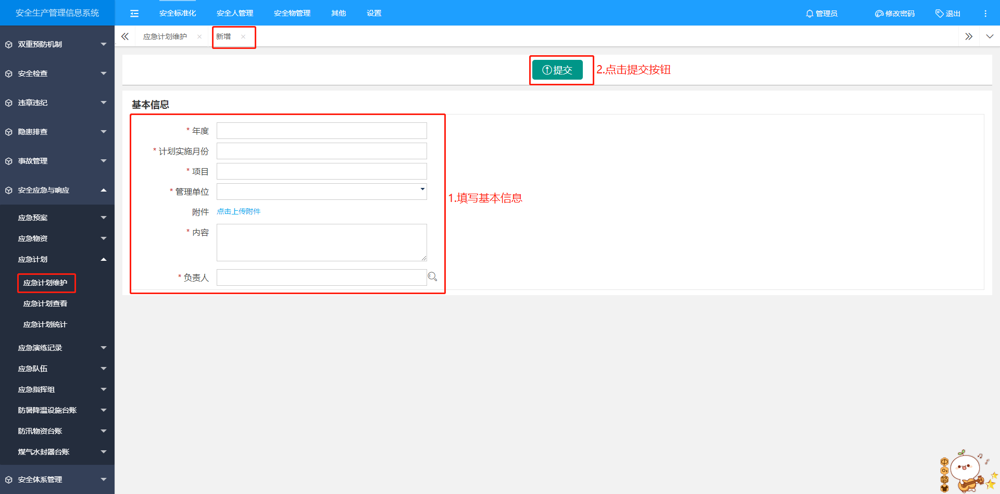 安全生产管理信息系统
安全标准化
安全人管理
安全物管理
其他
设置
管理员
修改密码
退出
应急计划维护
新增
双重预防机制
安全检查
违章违纪
隐患排查
事故管理
安全应急与响应
应急预案
应急物资
应急计划
应急计划维护
应急计划查看
应急计划统计
应急演练记录
应急队伍
应急指挥组
防暑降温设施台账
防汛物资台账
煤气水封器台账
安全体系管理
提交
2.点击提交按钮
基本信息
* 年度
* 计划实施月份
* 项目
* 管理单位
附件 点击上传附件
* 内容
* 负责人
1.填写基本信息
中
简